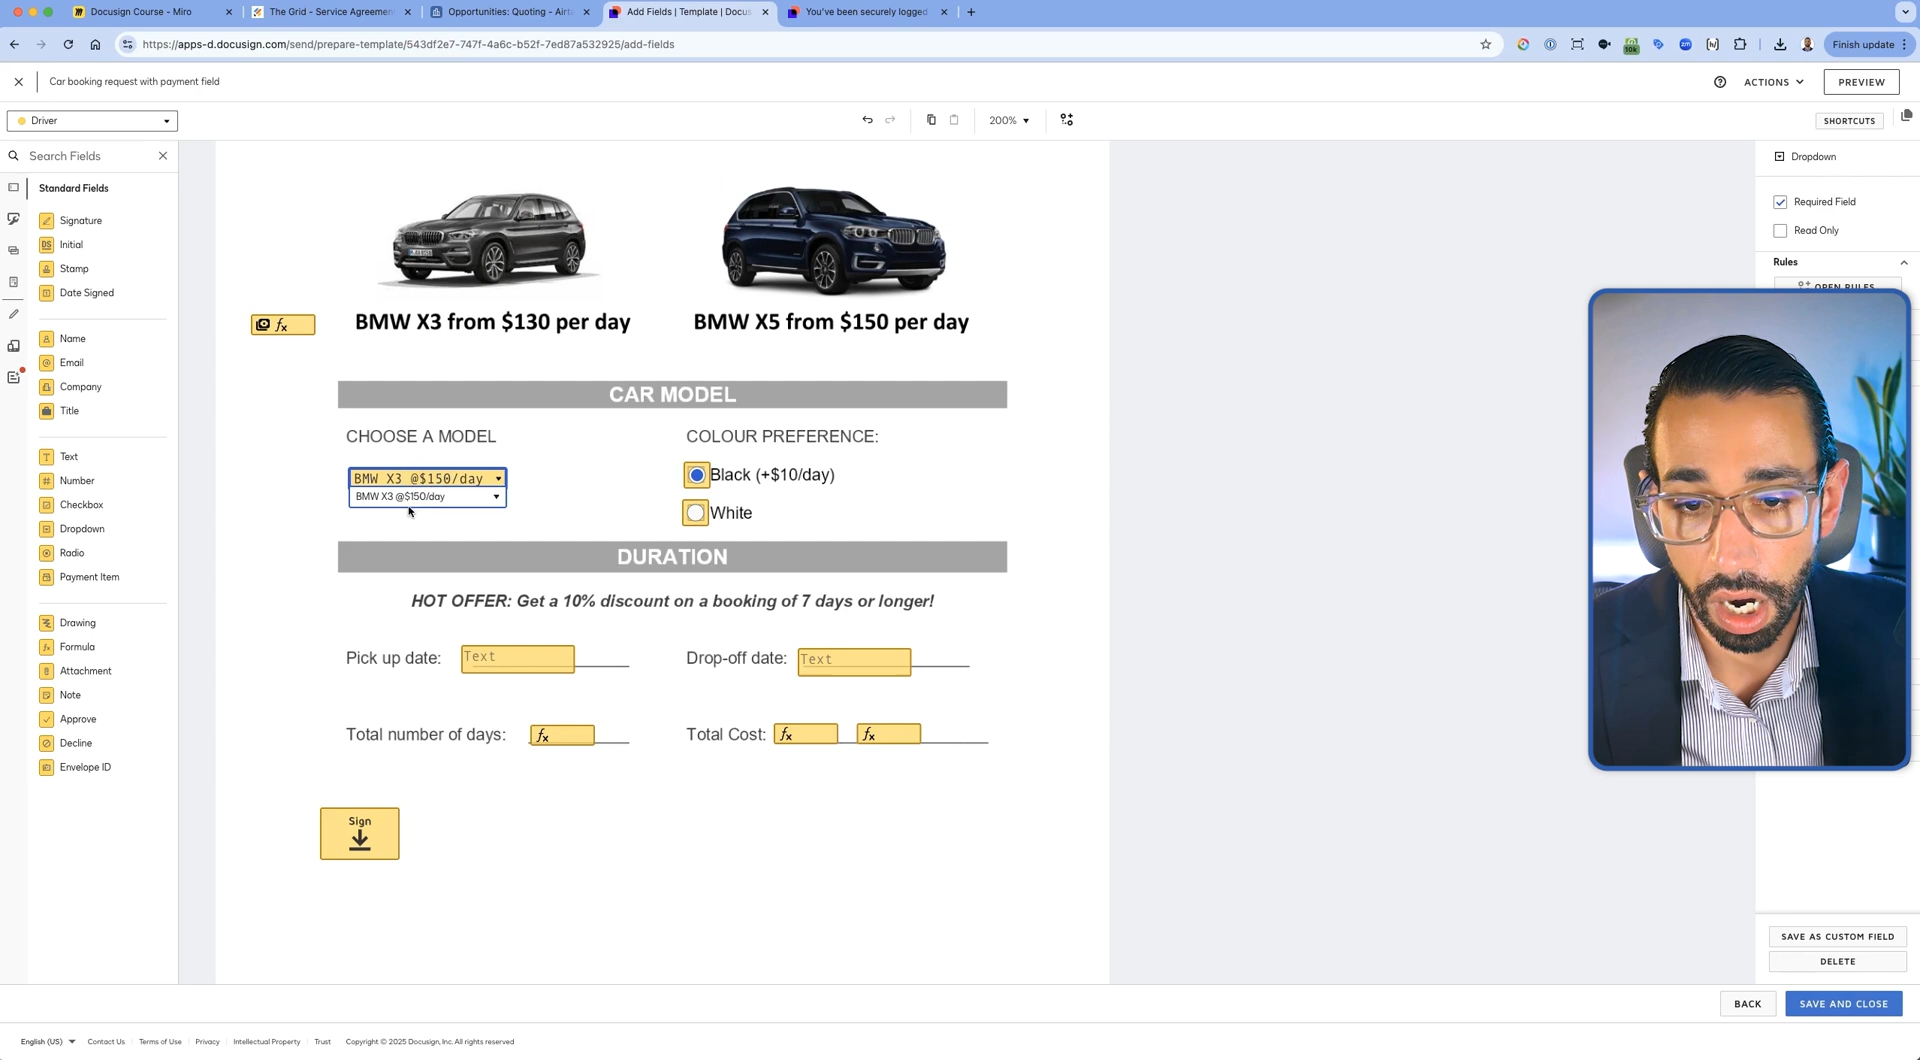 Docusign Course - Miro
The Grid - Service Agreemen
Opportunities: Quoting - Airt
Add Fields | Template | Docus
You've been securely logged
https://apps-d.docusign.com/send/prepare-template/543df2e7-747f-4a6c-b52f-7ed87a532925/add-fields
10k
zm
Finish update
Car booking request with payment field
ACTIONS
PREVIEW
Driver
200%
SHORTCUTS
Search Fields
Standard Fields
Signature
DS
Initial
Stamp
Date Signed
Name
Email
Company
Title
Text
Number
Checkbox
Dropdown
Radio
Payment Item
Drawing
Formula
Attachment
Note
Approve
Decline
Envelope ID
fx
BMW X3 from $130 per day
BMW X5 from $150 per day
CAR MODEL
CHOOSE A MODEL
COLOUR PREFERENCE:
BMW X3 @$150/day
BMW X3 @$150/day
Black (+$10/day)
White
DURATION
HOT OFFER: Get a 10% discount on a booking of 7 days or longer!
Pick up date:
Text
Drop-off date:
Text
Total number of days:
fx
Total Cost:
fx
fx
Sign
Dropdown
Required Field
Read Only
Rules
OPEN RULES
SAVE AS CUSTOM FIELD
DELETE
BACK
SAVE AND CLOSE
English (US)
Contact Us
Terms of Use
Privacy
Intellectual Property
Trust
Copyright © 2025 Docusign, Inc. All rights reserved